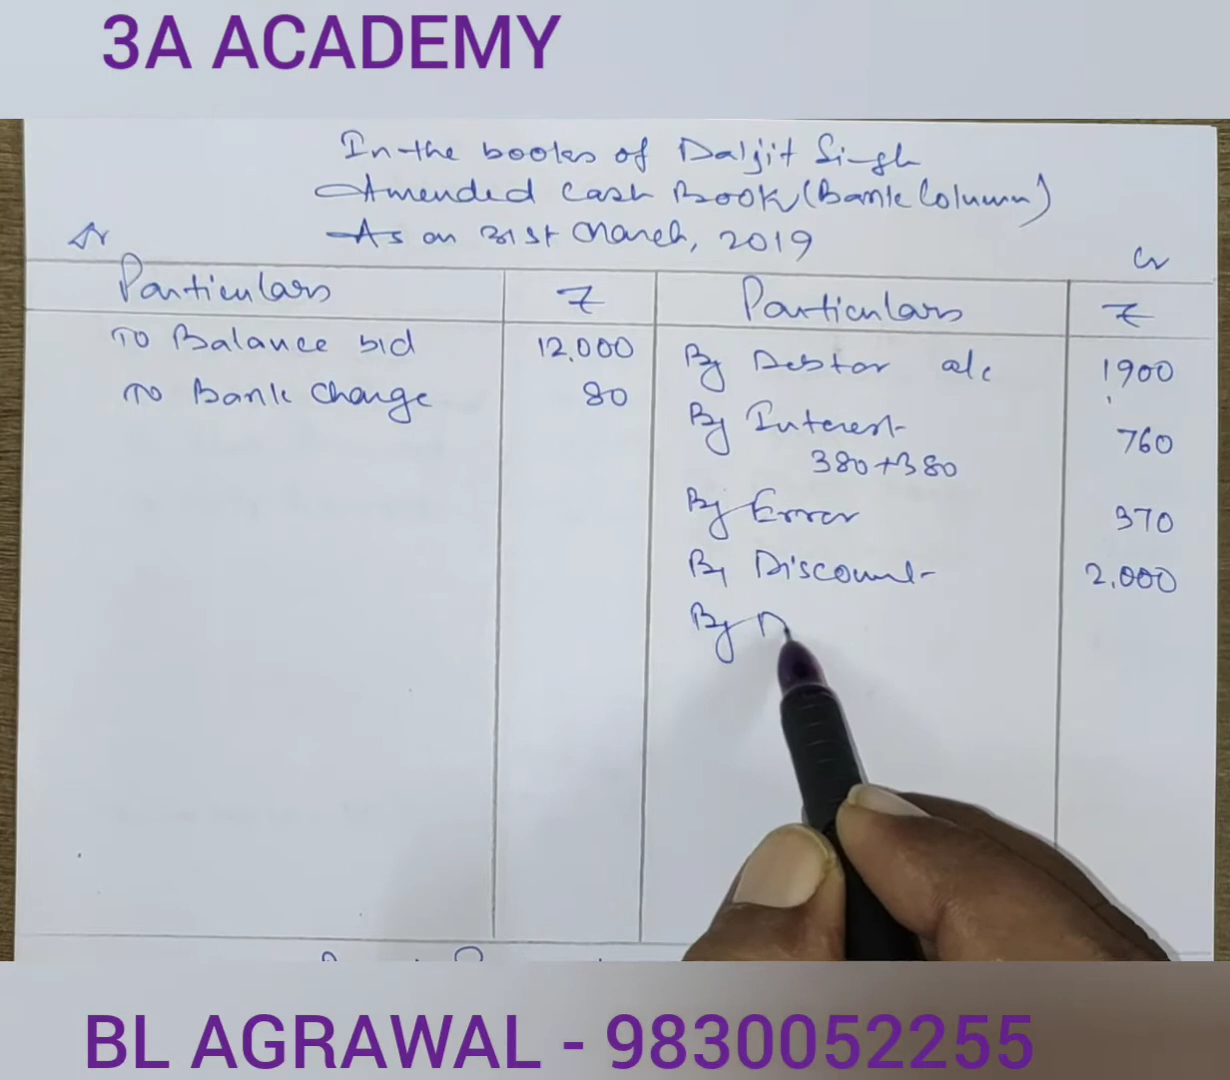 3A ACADEMY
In the books of Daljit Singh
Amended Cash Book (Bank Column)
As on 31st March, 2019
Dr
Cr
Particulars ₹ Particulars ₹
To Balance b/d 12,000
By Debtor a/c 1900
To Bank Charge 80
By Interest 760
380+380
By Error 370
By Discount 2,000
By D
BL AGRAWAL - 9830052255